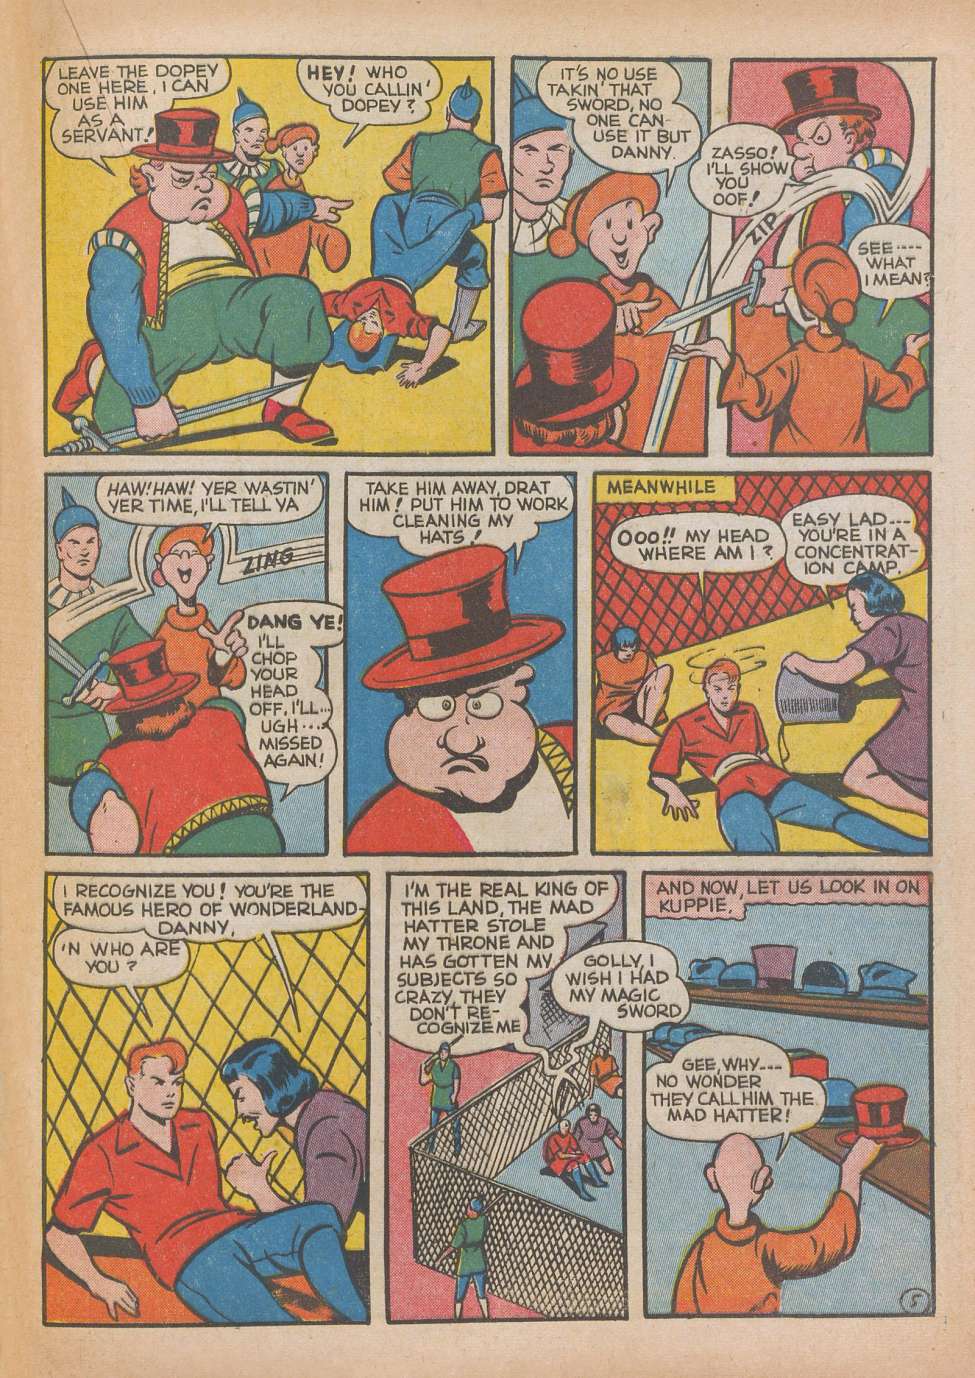 LEAVE THE DOPEY
ONE HERE, I CAN
USE HIM
AS A
SERVANT!
HEY! WHO
YOU CALLIN'
DOPEY?
IT'S NO USE
TAKIN' THAT
SWORD, NO
ONE CAN
USE IT BUT
DANNY.
ZASSO!
I'LL SHOW
YOU
OOF!
ZIP
SEE ----
WHAT
I MEAN?
HAW! HAW! YER WASTIN'
YER TIME, I'LL TELL YA
ZING
DANG YE!
I'LL
CHOP
YOUR
HEAD
OFF, I'LL...
UGH ----
MISSED
AGAIN!
TAKE HIM AWAY, DRAT
HIM! PUT HIM TO WORK
CLEANING MY
HATS!
MEANWHILE
OOO!! MY HEAD
WHERE AM I?
EASY LAD---
YOU'RE IN A
CONCENTRAT-
ION CAMP.
I RECOGNIZE YOU! YOU'RE THE
FAMOUS HERO OF WONDERLAND-
DANNY,
'N WHO ARE
YOU?
I'M THE REAL KING OF
THIS LAND, THE MAD
HATTER STOLE
MY THRONE AND
HAS GOTTEN MY
SUBJECTS SO
CRAZY, THEY
DON'T RE-
COGNIZE ME
GOLLY, I
WISH I HAD
MY MAGIC
SWORD
AND NOW, LET US LOOK IN ON
KUPPIE,
GEE, WHY---
NO WONDER
THEY CALL HIM THE
MAD HATTER!
5